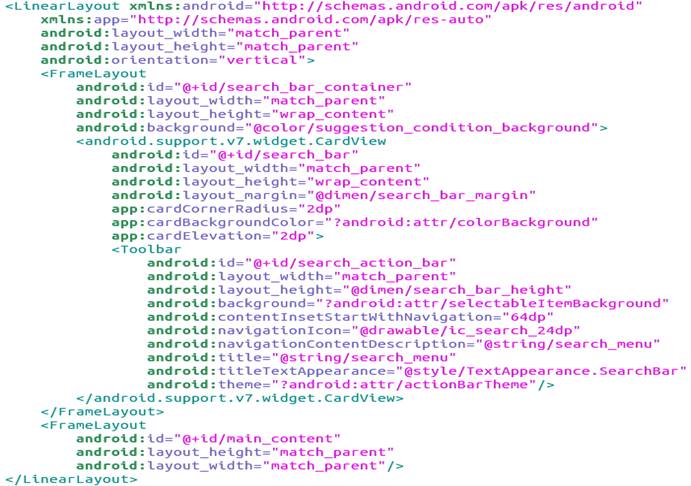 <LinearLayout xmlns:android="http://schemas.android.com/apk/res/android"
    xmlns:app="http://schemas.android.com/apk/res-auto"
    android:layout_width="match_parent"
    android:layout_height="match_parent"
    android:orientation="vertical">
    <FrameLayout
        android:id="@+id/search_bar_container"
        android:layout_width="match_parent"
        android:layout_height="wrap_content"
        android:background="@color/suggestion_condition_background">
        <android.support.v7.widget.CardView
            android:id="@+id/search_bar"
            android:layout_width="match_parent"
            android:layout_height="wrap_content"
            android:layout_margin="@dimen/search_bar_margin"
            app:cardCornerRadius="2dp"
            app:cardBackgroundColor="?android:attr/colorBackground"
            app:cardElevation="2dp">
            <Toolbar
                android:id="@+id/search_action_bar"
                android:layout_width="match_parent"
                android:layout_height="@dimen/search_bar_height"
                android:background="?android:attr/selectableItemBackground"
                android:contentInsetStartWithNavigation="64dp"
                android:navigationIcon="@drawable/ic_search_24dp"
                android:navigationContentDescription="@string/search_menu"
                android:title="@string/search_menu"
                android:titleTextAppearance="@style/TextAppearance.SearchBar"
                android:theme="?android:attr/actionBarTheme"/>
        </android.support.v7.widget.CardView>
    </FrameLayout>
    <FrameLayout
        android:id="@+id/main_content"
        android:layout_height="match_parent"
        android:layout_width="match_parent"/>
</LinearLayout>